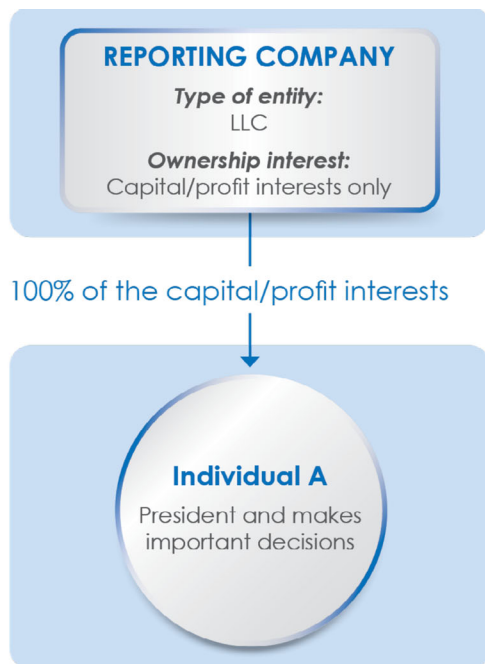 REPORTING COMPANY
Type of entity:
LLC
Ownership interest:
Capital/profit interests only
100% of the capital/profit interests
Individual A
President and makes
important decisions